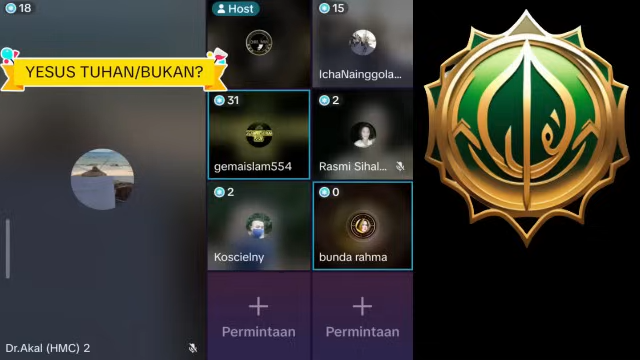 18
YESUS TUHAN/BUKAN?
Dr.Akal (HMC) 2
Host
15
IchaNainggola...
31
gemaislam554
2
Rasmi Sihal...
2
Koscielny
0
bunda rahma
Permintaan
Permintaan